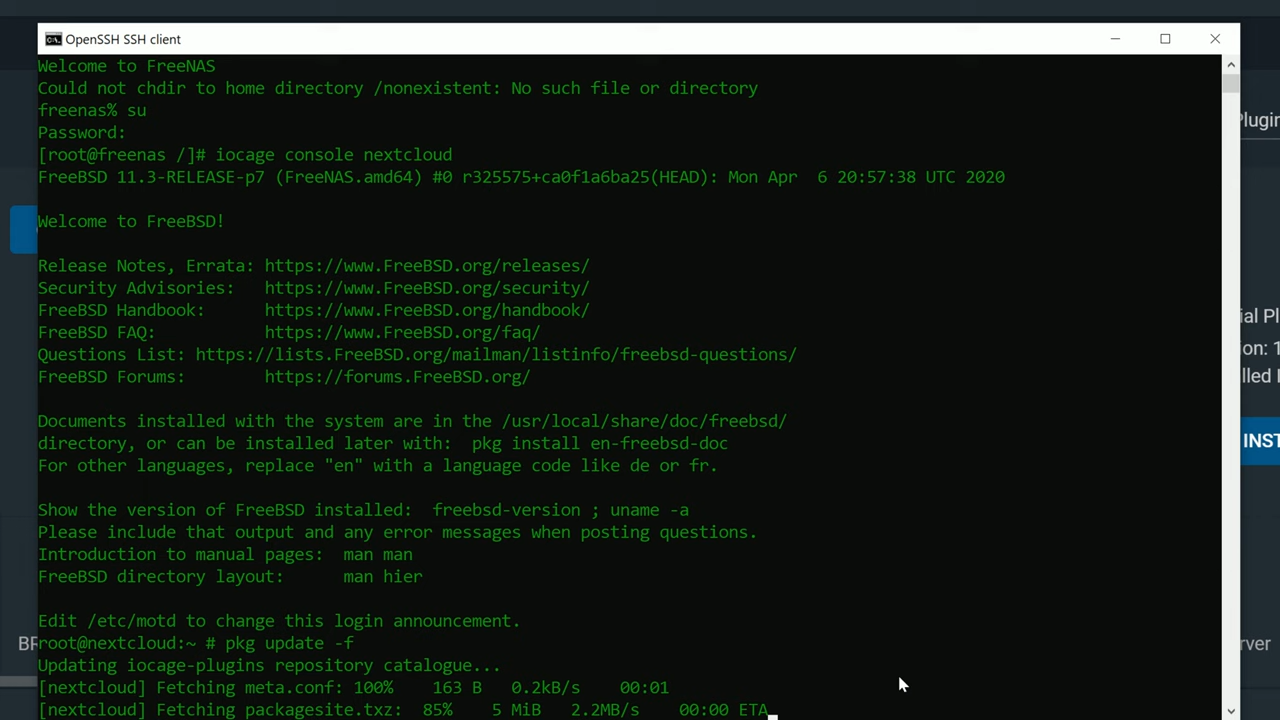 OpenSSH SSH client
Welcome to FreeNAS
Could not chdir to home directory /nonexistent: No such file or directory
freenas% su
Password:
[root@freenas /]# iocage console nextcloud
FreeBSD 11.3-RELEASE-p7 (FreeNAS.amd64) #0 r325575+ca0f1a6ba25(HEAD): Mon Apr  6 20:57:38 UTC 2020
Welcome to FreeBSD!
Release Notes, Errata: https://www.FreeBSD.org/releases/
Security Advisories:   https://www.FreeBSD.org/security/
FreeBSD Handbook:      https://www.FreeBSD.org/handbook/
FreeBSD FAQ:           https://www.FreeBSD.org/faq/
Questions List: https://lists.FreeBSD.org/mailman/listinfo/freebsd-questions/
FreeBSD Forums:        https://forums.FreeBSD.org/
Documents installed with the system are in the /usr/local/share/doc/freebsd/
directory, or can be installed later with:  pkg install en-freebsd-doc
For other languages, replace "en" with a language code like de or fr.
Show the version of FreeBSD installed:  freebsd-version ; uname -a
Please include that output and any error messages when posting questions.
Introduction to manual pages:  man man
FreeBSD directory layout:      man hier
Edit /etc/motd to change this login announcement.
root@nextcloud:~ # pkg update -f
Updating iocage-plugins repository catalogue...
[nextcloud] Fetching meta.conf: 100%    163 B   0.2kB/s    00:01
[nextcloud] Fetching packagesite.txz:  85%    5 MiB   2.2MB/s    00:00 ETA
INST